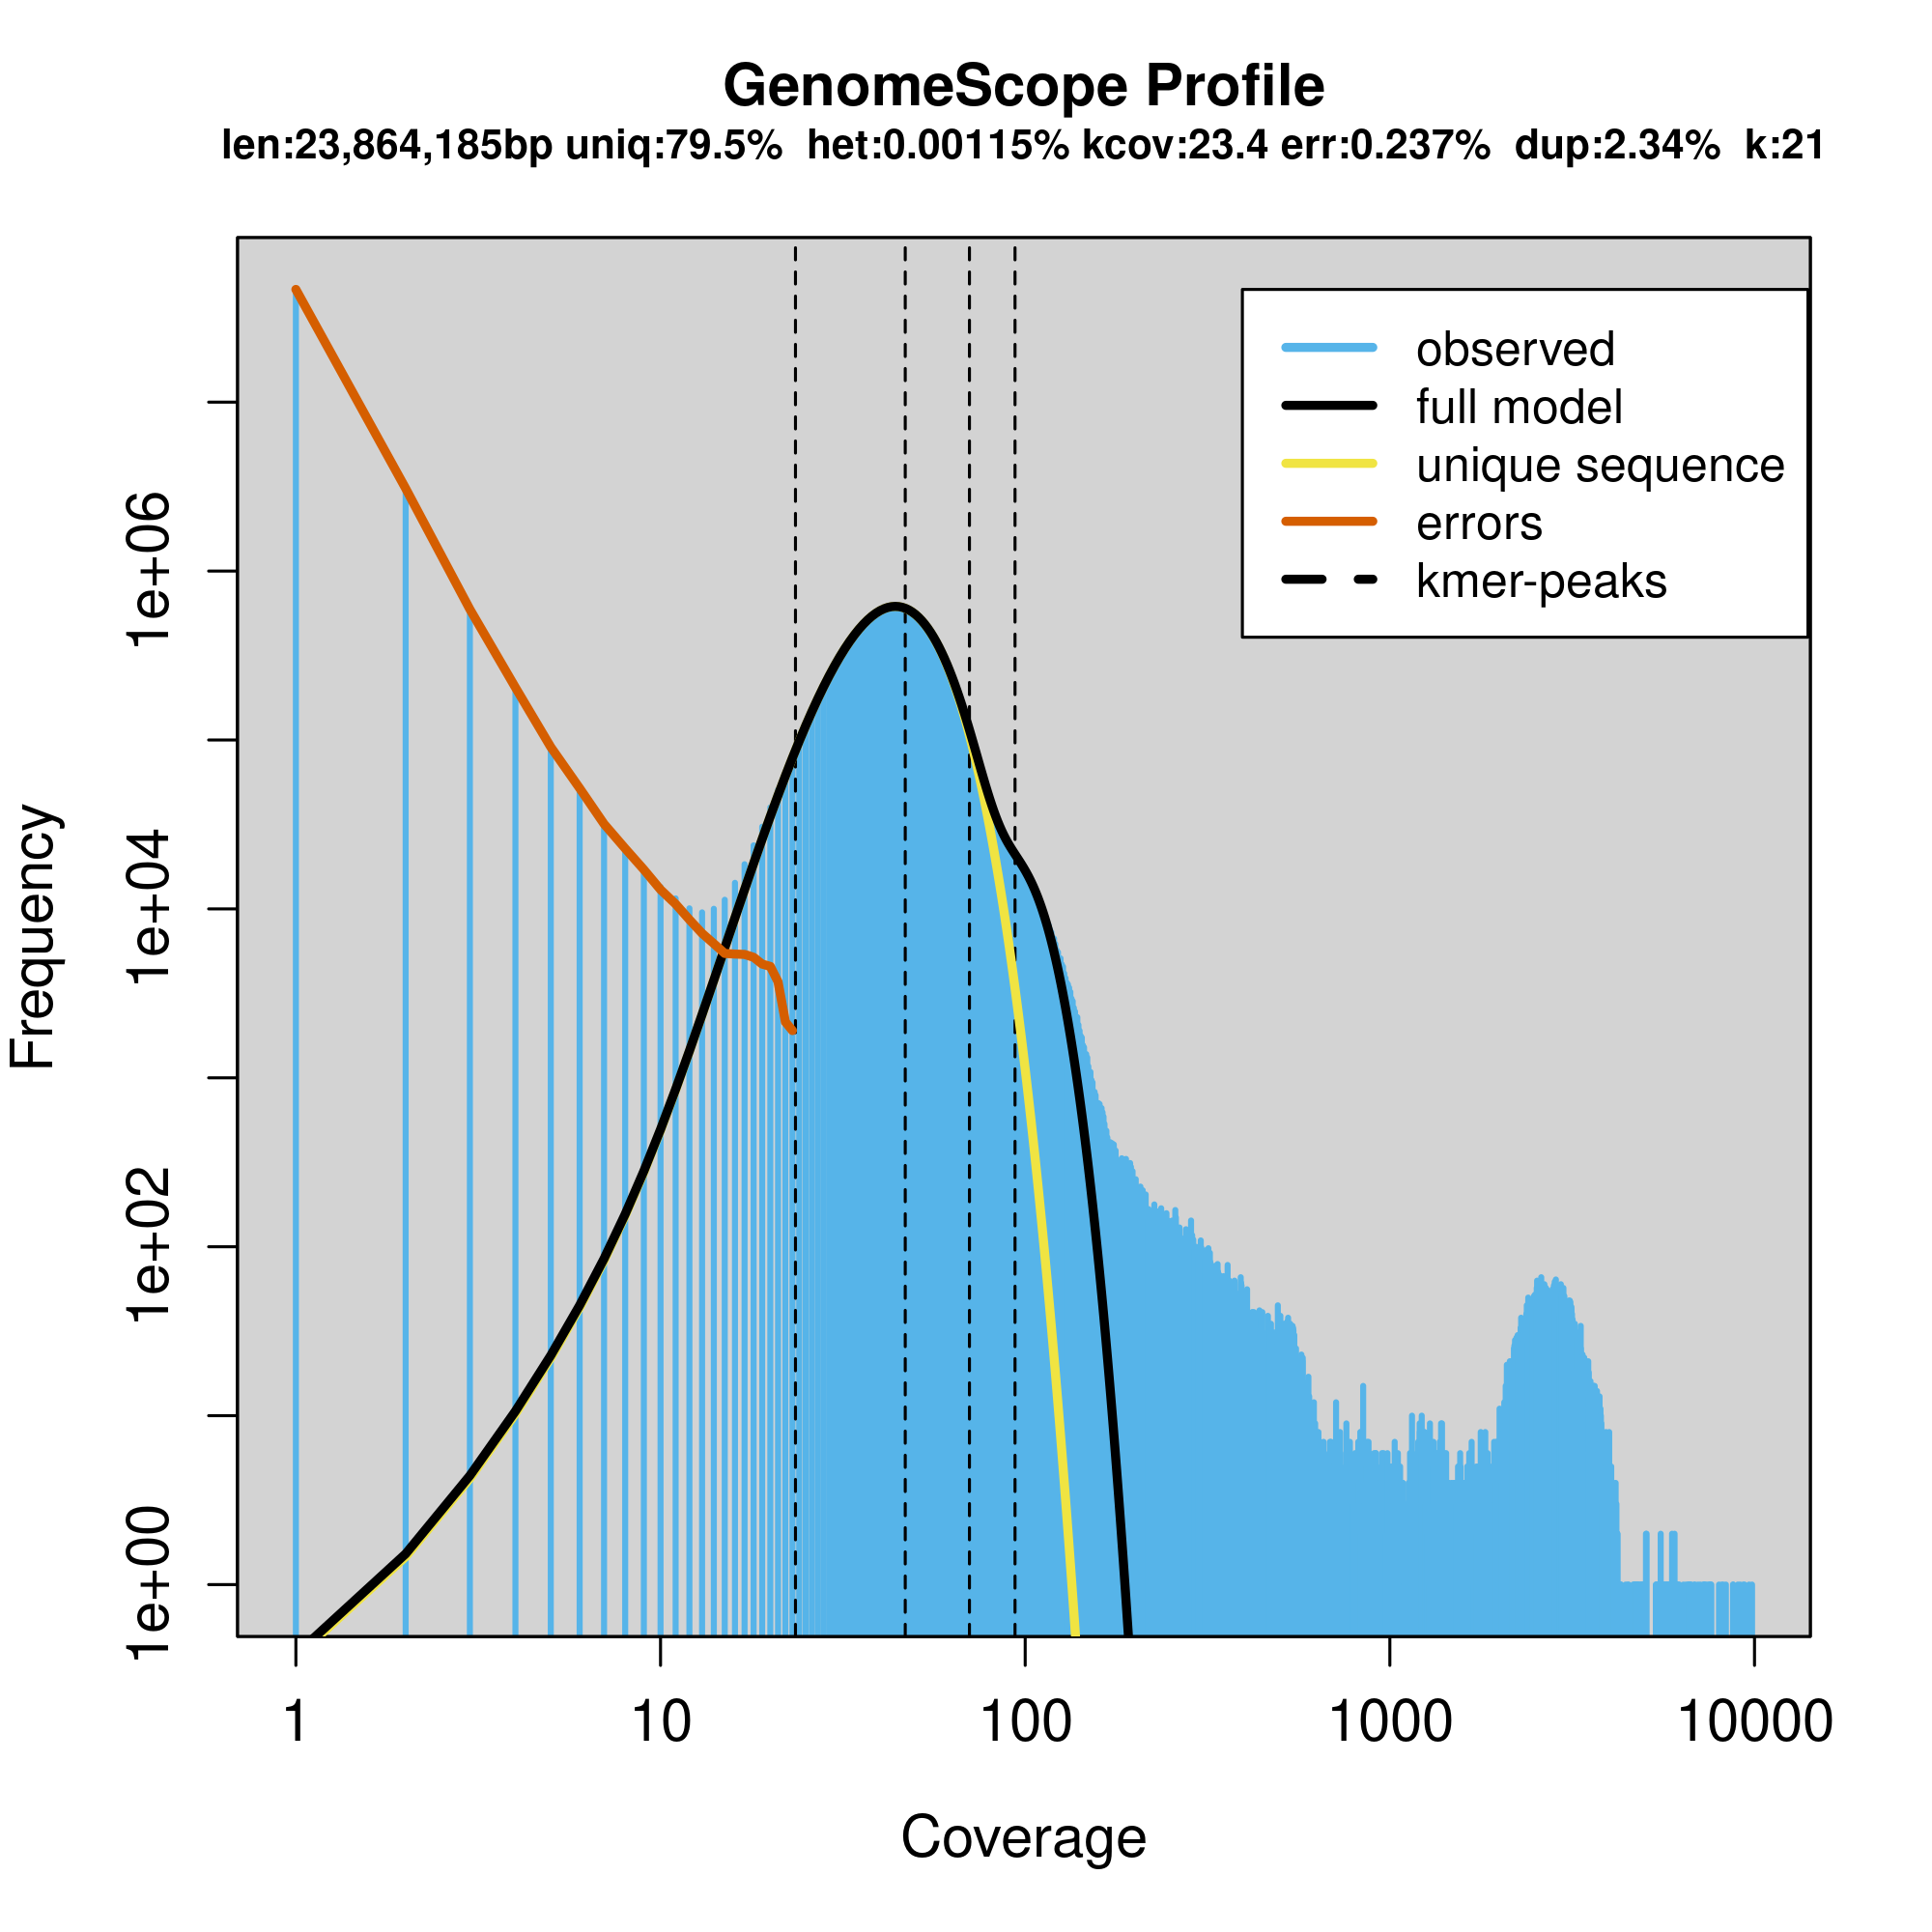 GenomeScope Profile
len:23,864,185bp uniq:79.5% het:0.00115% kcov:23.4 err:0.237% dup:2.34% k:21
observed
full model
unique sequence
errors
kmer-peaks
Frequency
1e+06
1e+04
1e+02
1e+00
1 10 100 1000 10000
Coverage